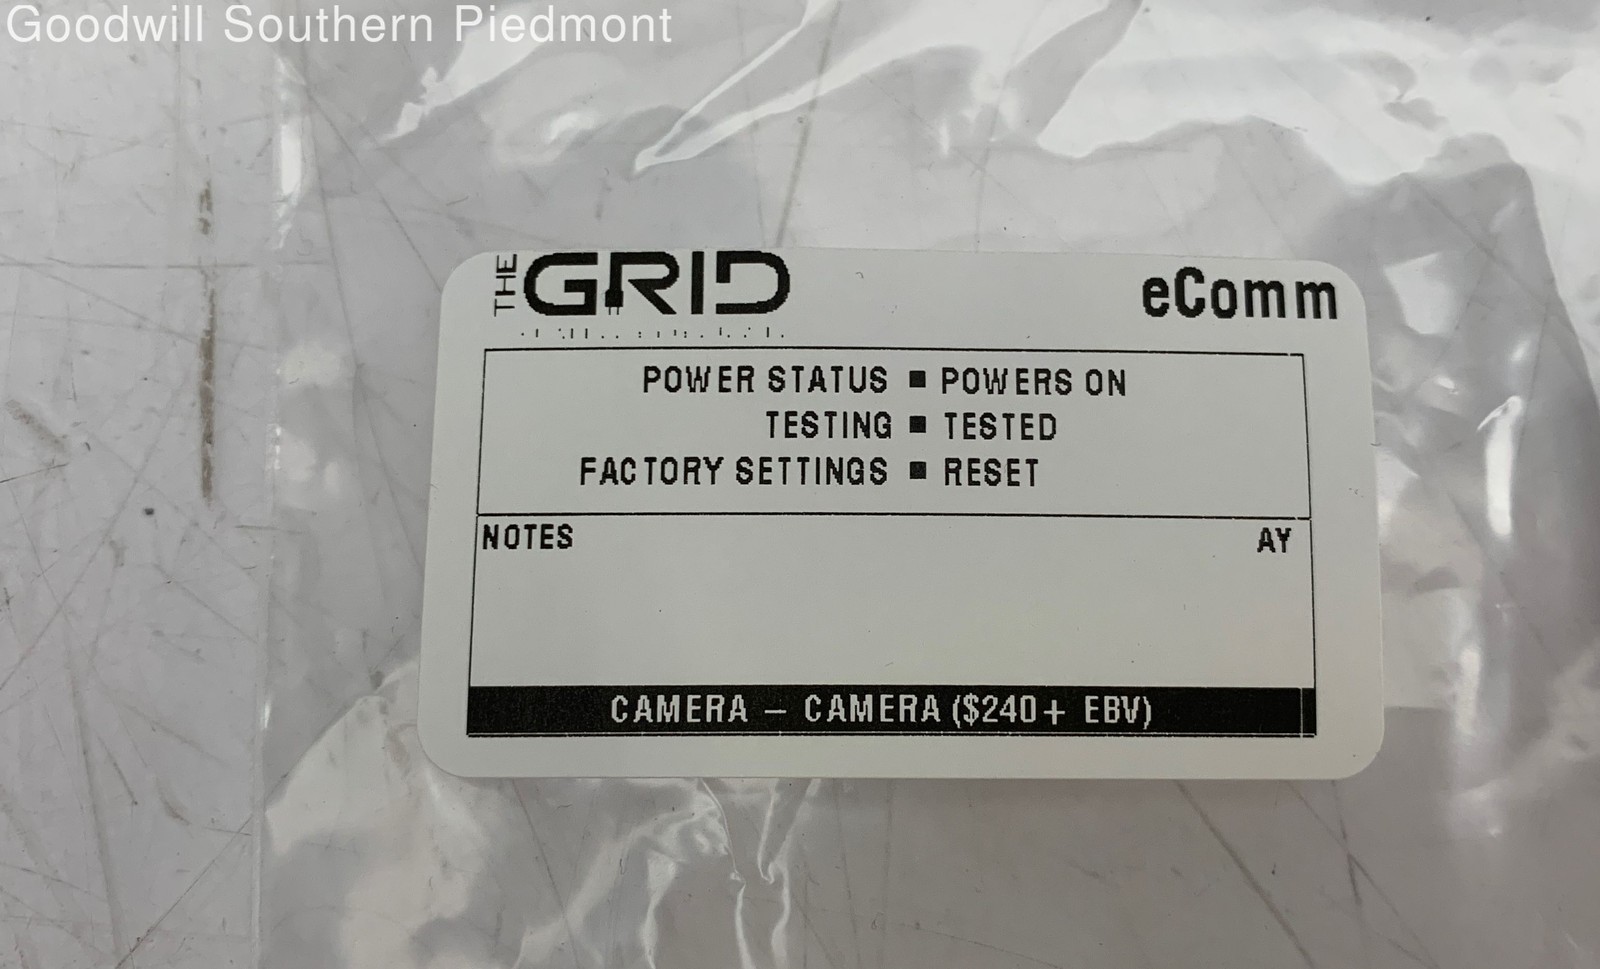 Goodwill Southern Piedmont
THE GRID
eComm
POWER STATUS ■ POWERS ON
TESTING ■ TESTED
FACTORY SETTINGS ■ RESET
NOTES
AY
CAMERA – CAMERA ($240+ EBV)